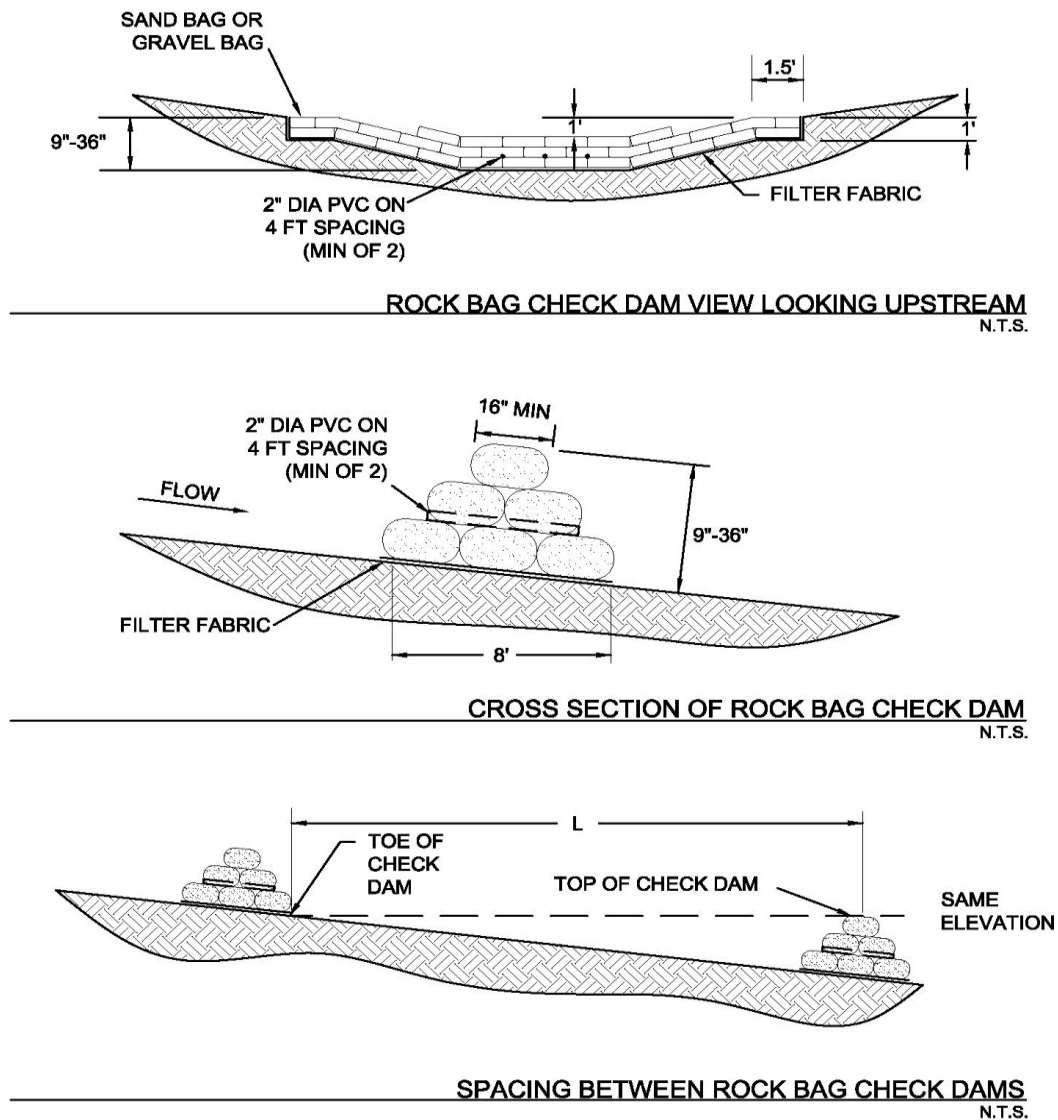 SAND BAG OR
GRAVEL BAG
1.5'
9"-36"
1'
1'
2" DIA PVC ON
4 FT SPACING
(MIN OF 2)
FILTER FABRIC
ROCK BAG CHECK DAM VIEW LOOKING UPSTREAM
N.T.S.
16" MIN
2" DIA PVC ON
4 FT SPACING
(MIN OF 2)
FLOW
9"-36"
FILTER FABRIC
8'
CROSS SECTION OF ROCK BAG CHECK DAM
N.T.S.
L
TOE OF
CHECK
DAM
TOP OF CHECK DAM
SAME
ELEVATION
SPACING BETWEEN ROCK BAG CHECK DAMS
N.T.S.